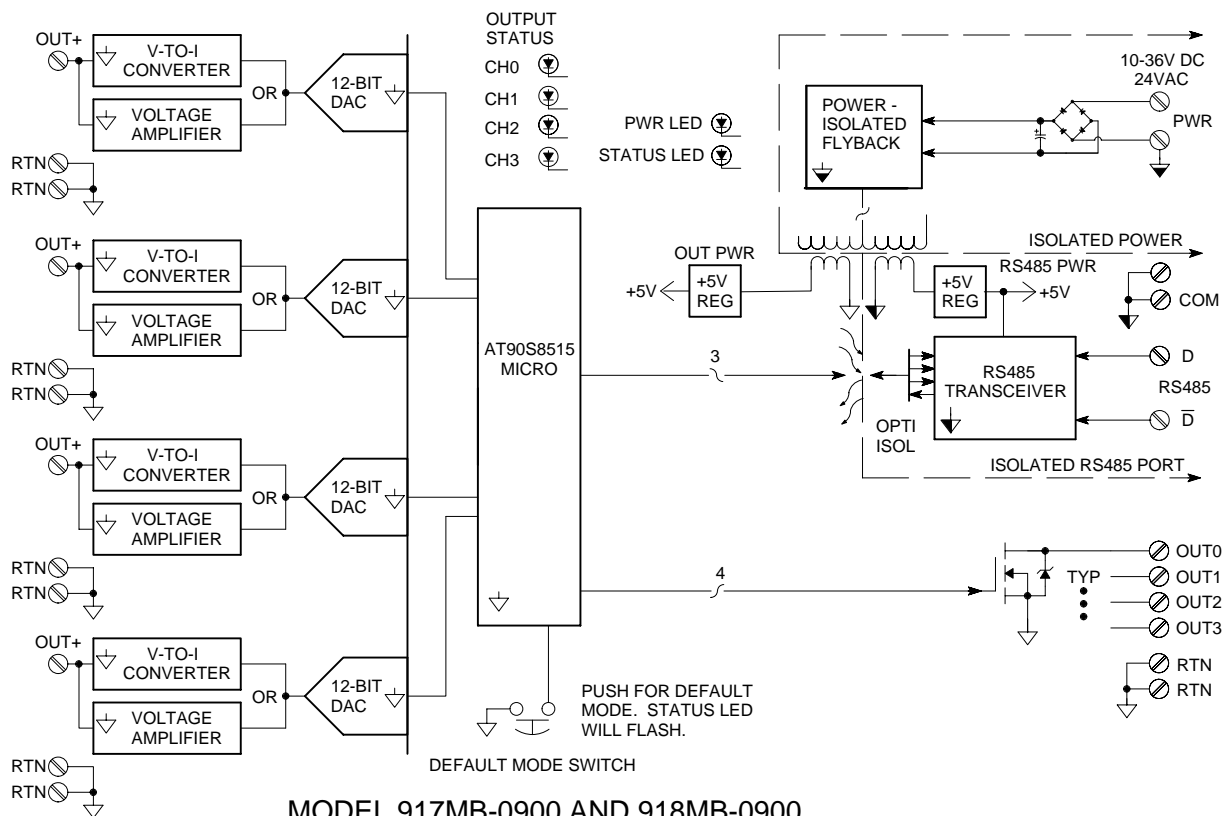 OUT+
V-TO-I
CONVERTER
VOLTAGE
AMPLIFIER
OR
12-BIT
DAC
RTN
RTN
OUT+
V-TO-I
CONVERTER
VOLTAGE
AMPLIFIER
OR
12-BIT
DAC
RTN
RTN
OUT+
V-TO-I
CONVERTER
VOLTAGE
AMPLIFIER
OR
12-BIT
DAC
RTN
RTN
OUT+
V-TO-I
CONVERTER
VOLTAGE
AMPLIFIER
OR
12-BIT
DAC
RTN
RTN
OUTPUT
STATUS
CH0
CH1
CH2
CH3
PWR LED
STATUS LED
AT90S8515
MICRO
PUSH FOR DEFAULT
MODE. STATUS LED
WILL FLASH.
DEFAULT MODE SWITCH
10-36V DC
24VAC
PWR
POWER -
ISOLATED
FLYBACK
ISOLATED POWER
OUT PWR
+5V
+5V
REG
+5V
REG
RS485 PWR
+5V
COM
3
OPTI
ISOL
RS485
TRANSCEIVER
D
RS485
D̅
ISOLATED RS485 PORT
4
TYP
OUT0
OUT1
OUT2
OUT3
RTN
RTN
MODEL 917MB-0900 AND 918MB-0900